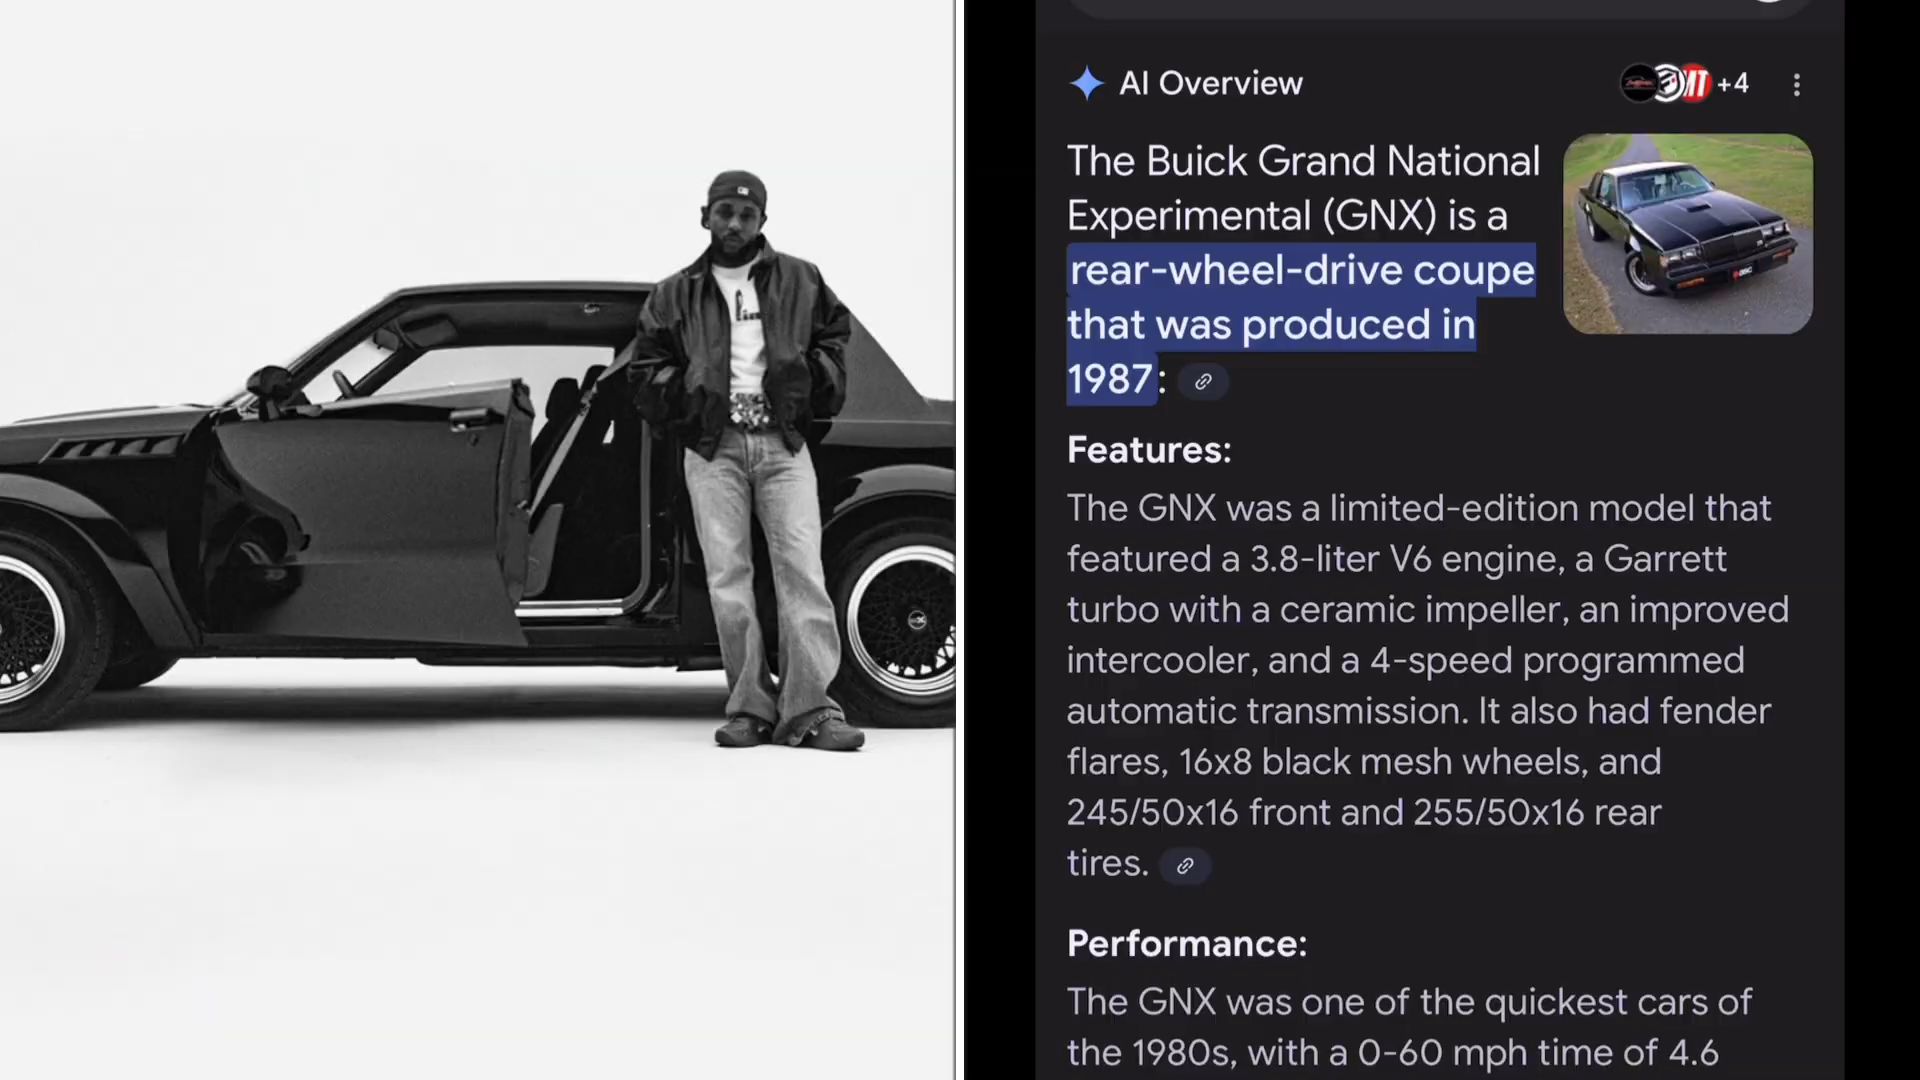 AI Overview
+4
The Buick Grand National
Experimental (GNX) is a
rear-wheel-drive coupe
that was produced in
1987:
Features:
The GNX was a limited-edition model that
featured a 3.8-liter V6 engine, a Garrett
turbo with a ceramic impeller, an improved
intercooler, and a 4-speed programmed
automatic transmission. It also had fender
flares, 16x8 black mesh wheels, and
245/50x16 front and 255/50x16 rear
tires.
Performance:
The GNX was one of the quickest cars of
the 1980s, with a 0-60 mph time of 4.6